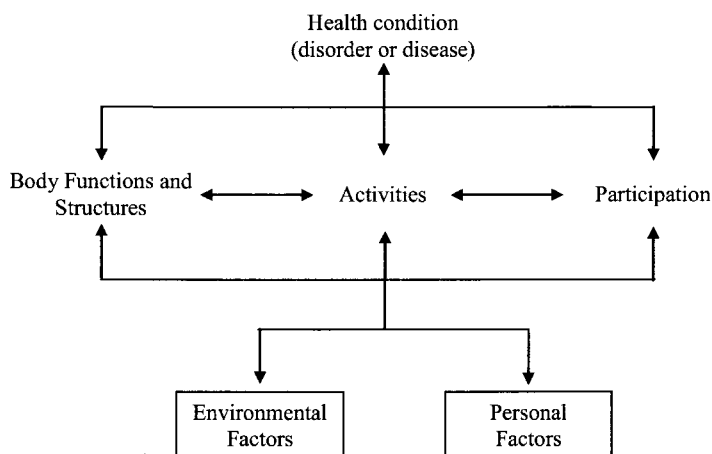 Health condition
(disorder or disease)
Body Functions and
Structures
Activities
Participation
Environmental
Factors
Personal
Factors